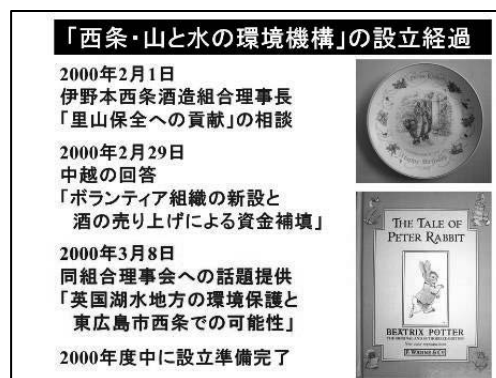 「西条・山と水の環境機構」の設立経過
2000年2月1日
伊野本西条酒造組合理事長
「里山保全への貢献」の相談
2000年2月29日
中越の回答
「ボランティア組織の新設と
酒の売り上げによる資金補填」
2000年3月8日
同組合理事会への話題提供
「英国湖水地方の環境保護と
東広島市西条での可能性」
2000年度中に設立準備完了
THE TALE OF
PETER RABBIT
BEATRIX POTTER
F. WARNE & Co